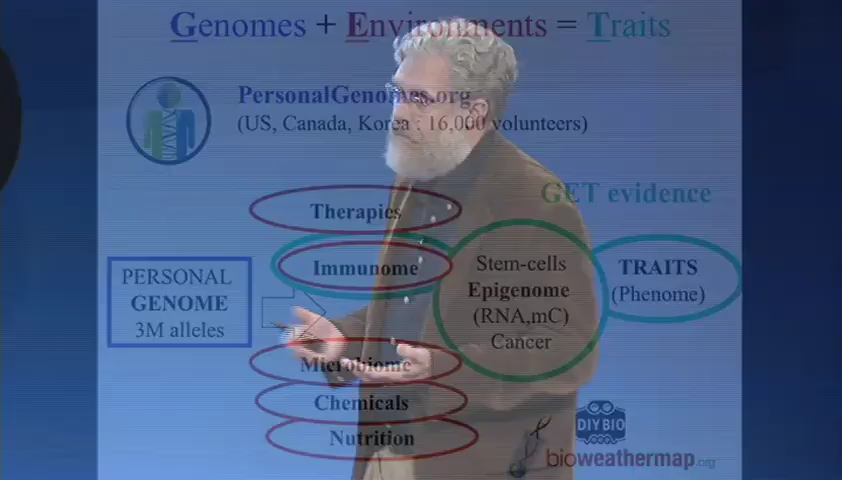 Genomes + Environments = Traits
PersonalGenomes.org
(US, Canada, Korea : 16,000 volunteers)
GET evidence
Therapies
Immunome
Stem-cells
Epigenome
(RNA,mC)
Cancer
TRAITS
(Phenome)
PERSONAL
GENOME
3M alleles
Microbiome
Chemicals
Nutrition
DIY BIO
bioweathermap.org